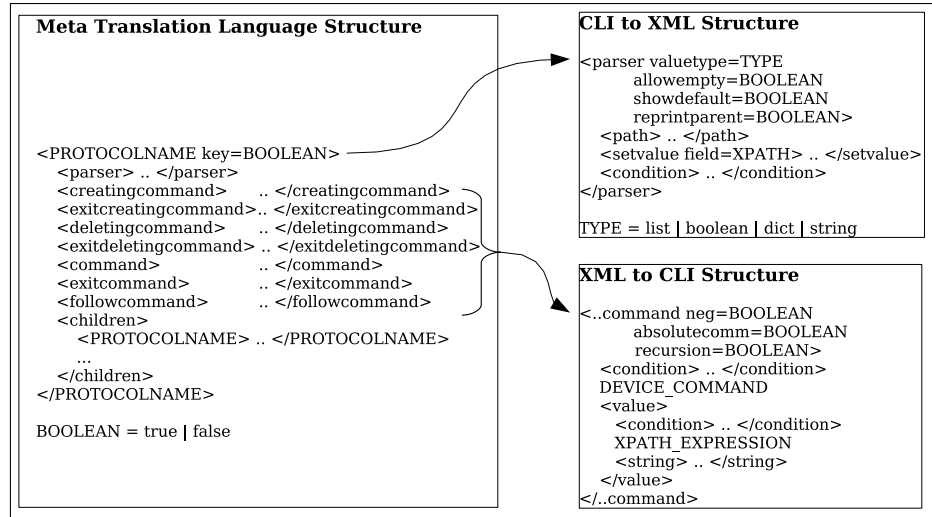 Meta Translation Language Structure
<PROTOCOLNAME key=BOOLEAN>
<parser> .. </parser>
<creatingcommand> .. </creatingcommand>
<exitcreatingcommand>.. </exitcreatingcommand>
<deletingcommand> .. </deletingcommand>
<exitdeletingcommand> .. </exitdeletingcommand>
<command> .. </command>
<exitcommand> .. </exitcommand>
<followcommand> .. </followcommand>
<children>
<PROTOCOLNAME> .. </PROTOCOLNAME>
...
</children>
</PROTOCOLNAME>
BOOLEAN = true | false
CLI to XML Structure
<parser valuetype=TYPE
allowempty=BOOLEAN
showdefault=BOOLEAN
reprintparent=BOOLEAN>
<path> .. </path>
<setvalue field=XPATH> .. </setvalue>
<condition> .. </condition>
</parser>
TYPE = list | boolean | dict | string
XML to CLI Structure
<..command neg=BOOLEAN
absolutecomm=BOOLEAN
recursion=BOOLEAN>
<condition> .. </condition>
DEVICE_COMMAND
<value>
<condition> .. </condition>
XPATH_EXPRESSION
<string> .. </string>
</value>
</..command>